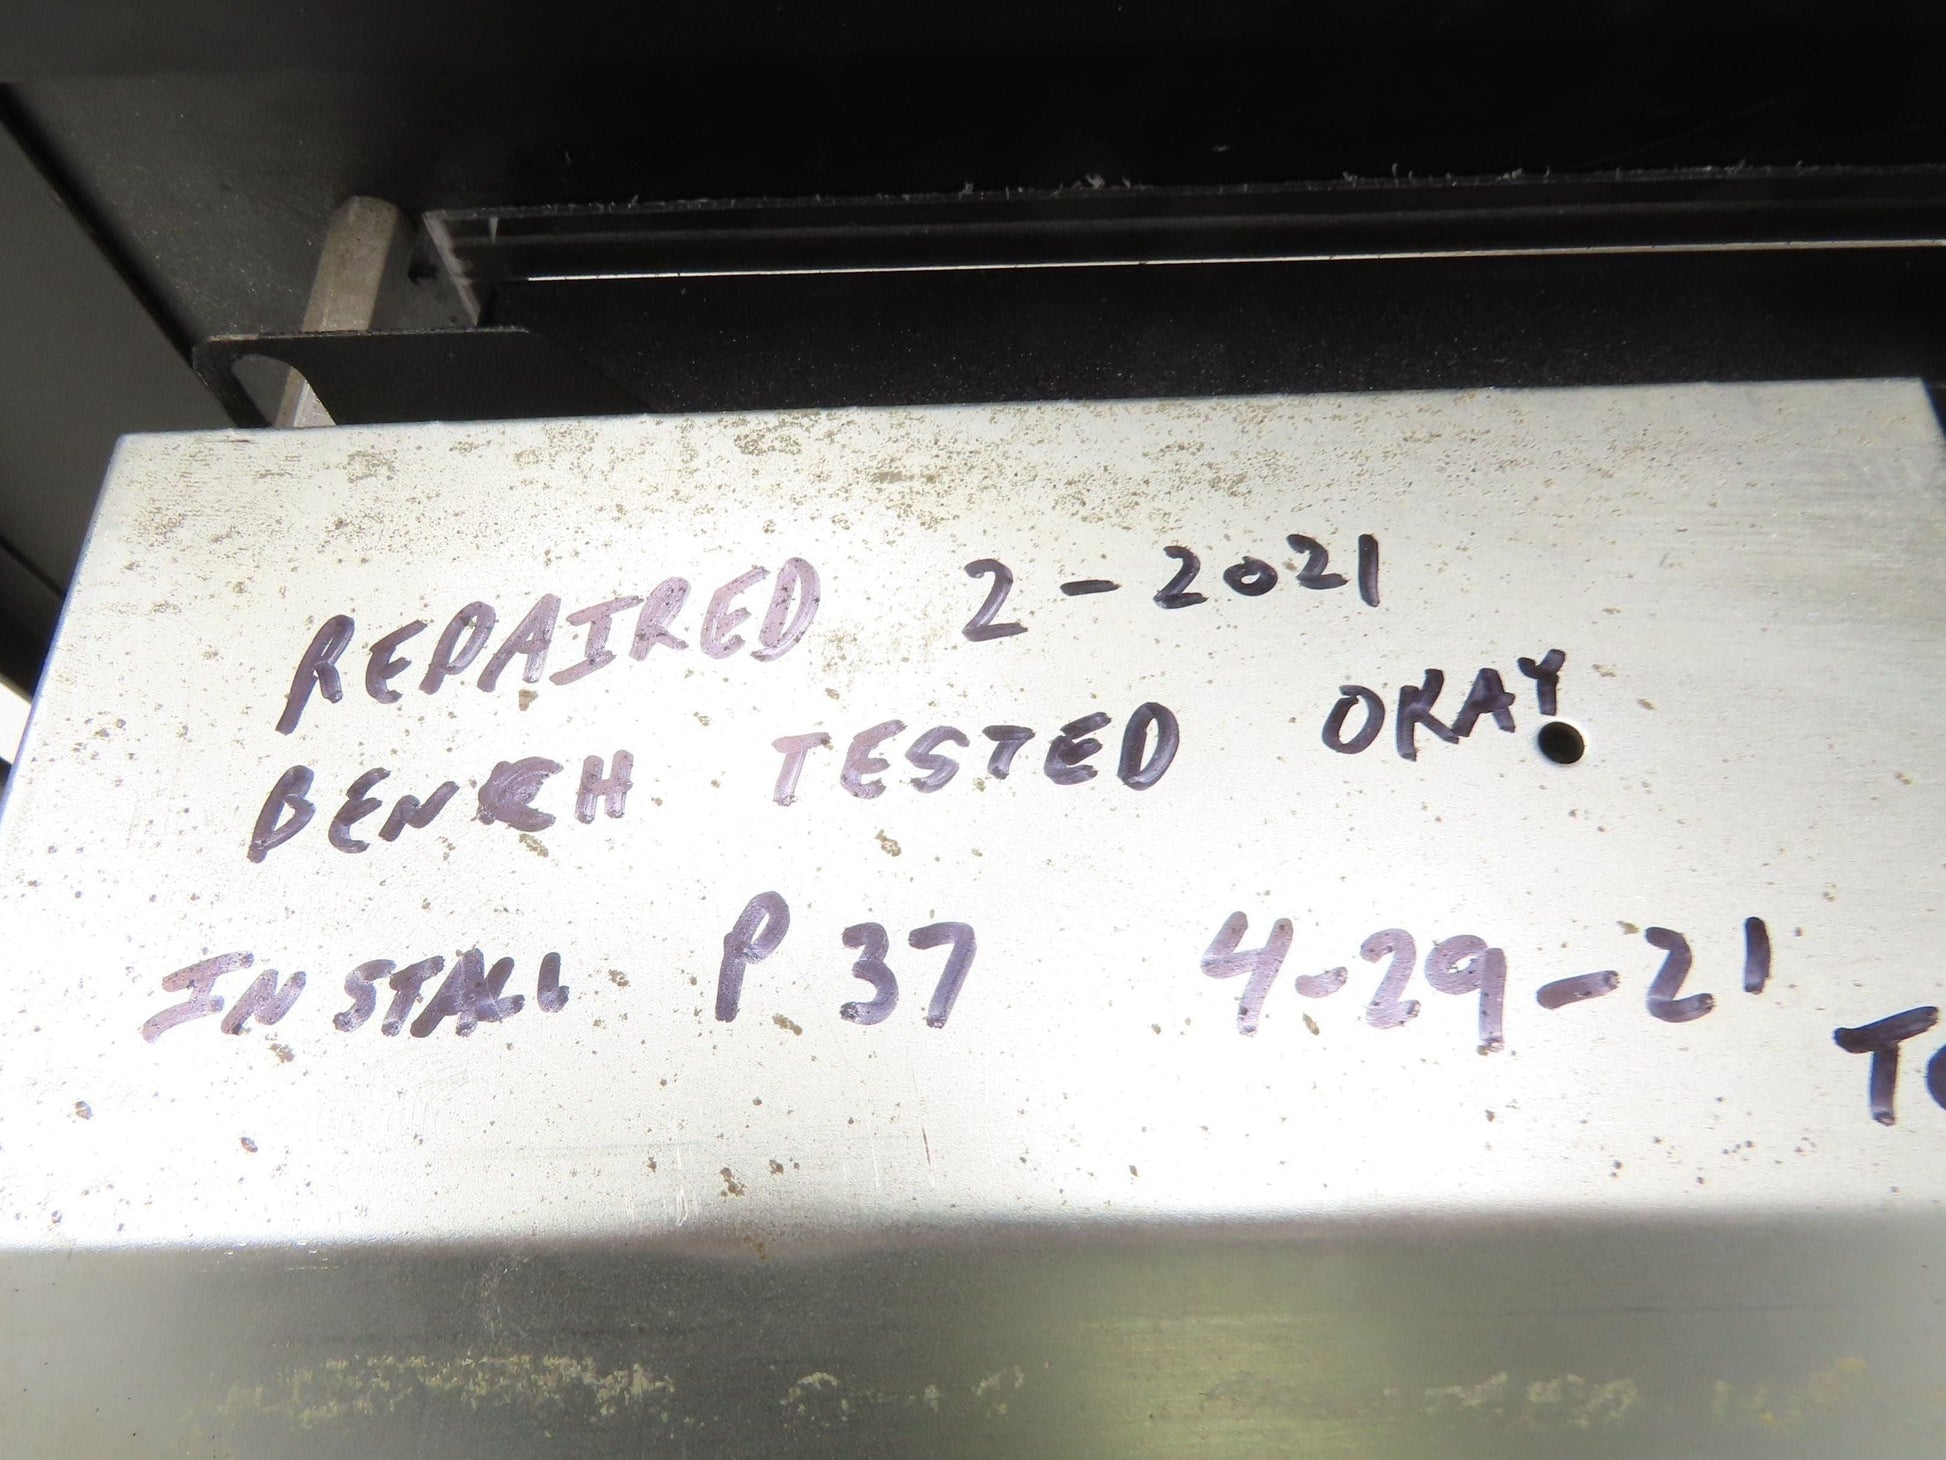 REPAIRED 2-2021
BENCH TESTED OKAY
INSTALL P37 4-29-21